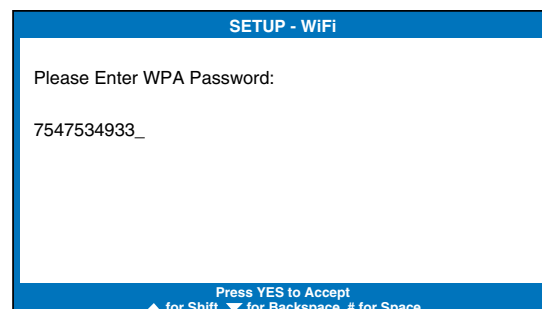 SETUP - WiFi
Please Enter WPA Password:
7547534933_
Press YES to Accept
▲ for Shift, ▼ for Backspace, # for Space